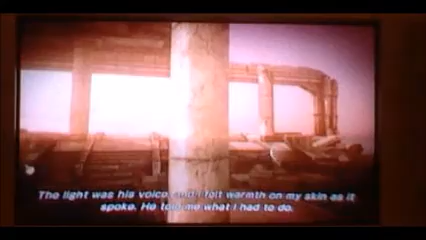 The light was his voice, and I felt warmth on my skin as it
spoke. He told me what I had to do.